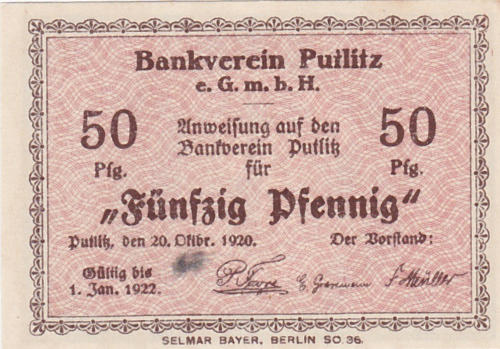 Bankverein Putlitz
e. G. m. b. H.
50 Pfg.
50 Pfg.
Anweisung auf den
Bankverein Putlitz
für
„Fünfzig Pfennig“
Putlitz, den 20. Oktbr. 1920. Der Vorstand:
Gültig bis
1. Jan. 1922.
SELMAR BAYER, BERLIN SO. 36.